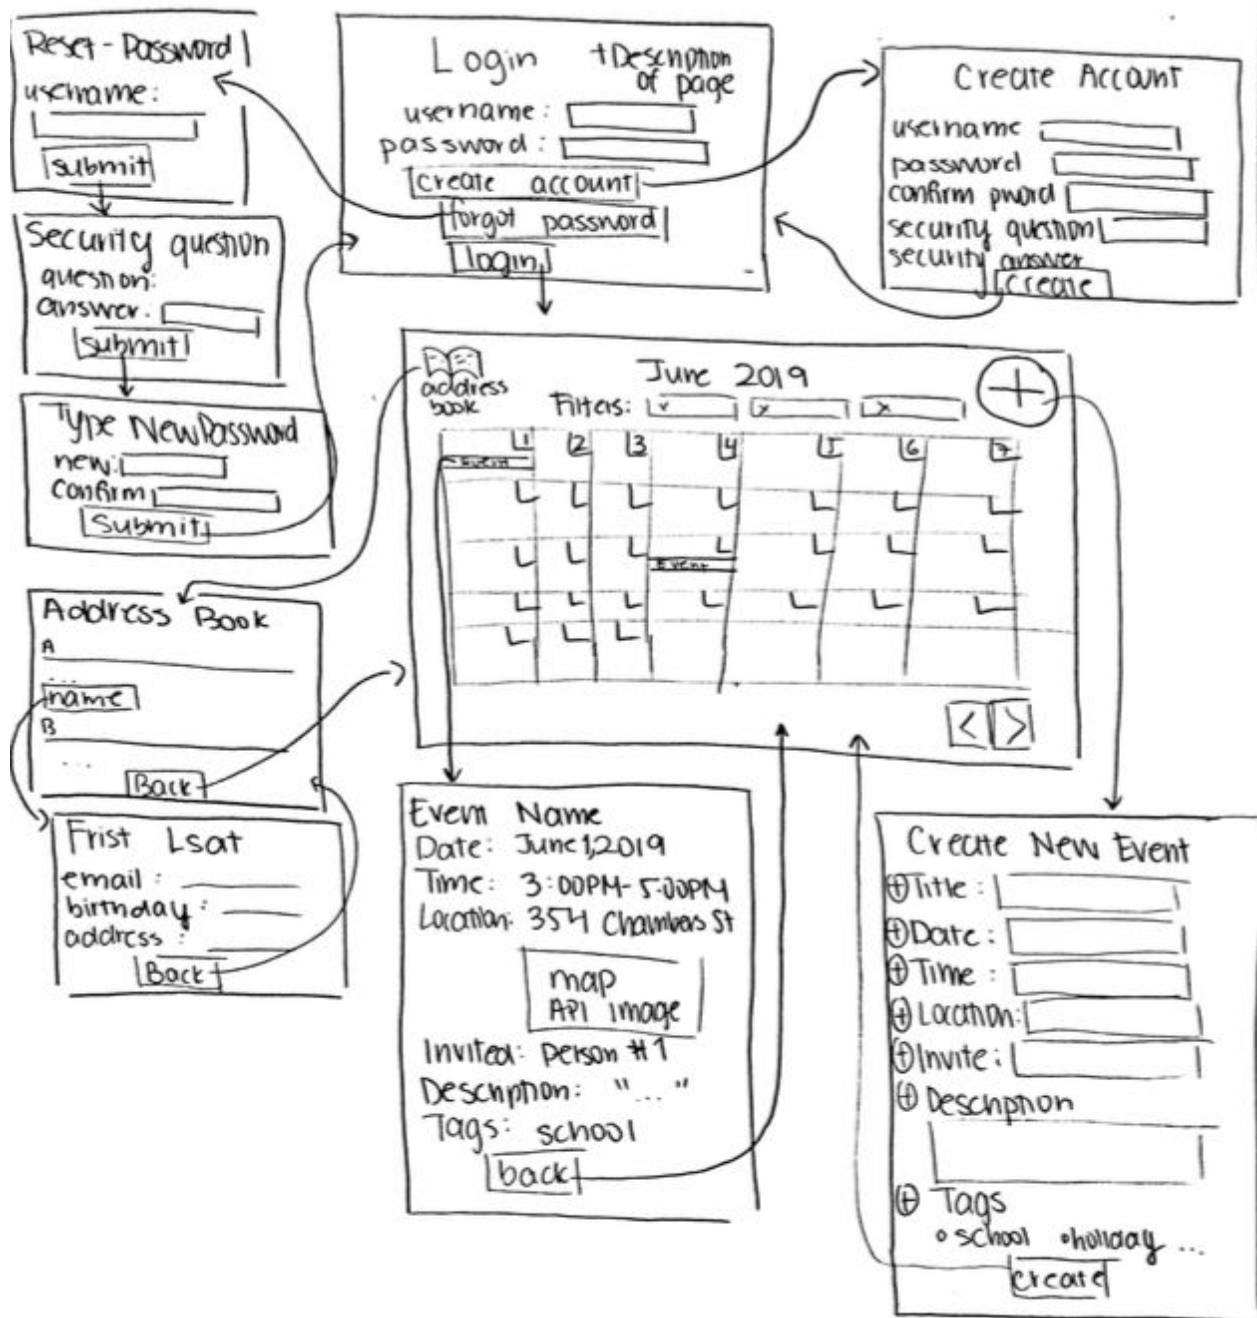 Reset-Password
username:
submit
Security question
question:
answer:
submit
Type New Password
new:
confirm
Submit
Login
+Description
of page
username:
password:
create account
forgot password
login
Create Account
username
password
confirm pword
security question
security answer
create
address
book
June 2019
Filters:
1 2 3 4 5 6 7
Event
Event
< >
Address Book
A
...
name
B
...
Back
Frist Lsat
email:
birthday:
address:
Back
Event Name
Date: June 1, 2019
Time: 3:00PM-5:00PM
Location: 354 Chambers St
map
API image
Invited: person #1
Description: "..."
Tags: school
back
Create New Event
+ Title:
+ Date:
+ Time:
+ Location:
+ Invite:
+ Description
+ Tags
∘ school ∘ holiday ...
create